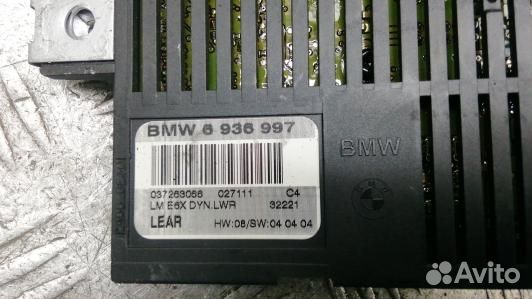 BMW 6 936 997
037263066 027111 C4
LM E6X DYN.LWR 32221
LEAR HW:08/SW:04 04 04
BMW
Avito